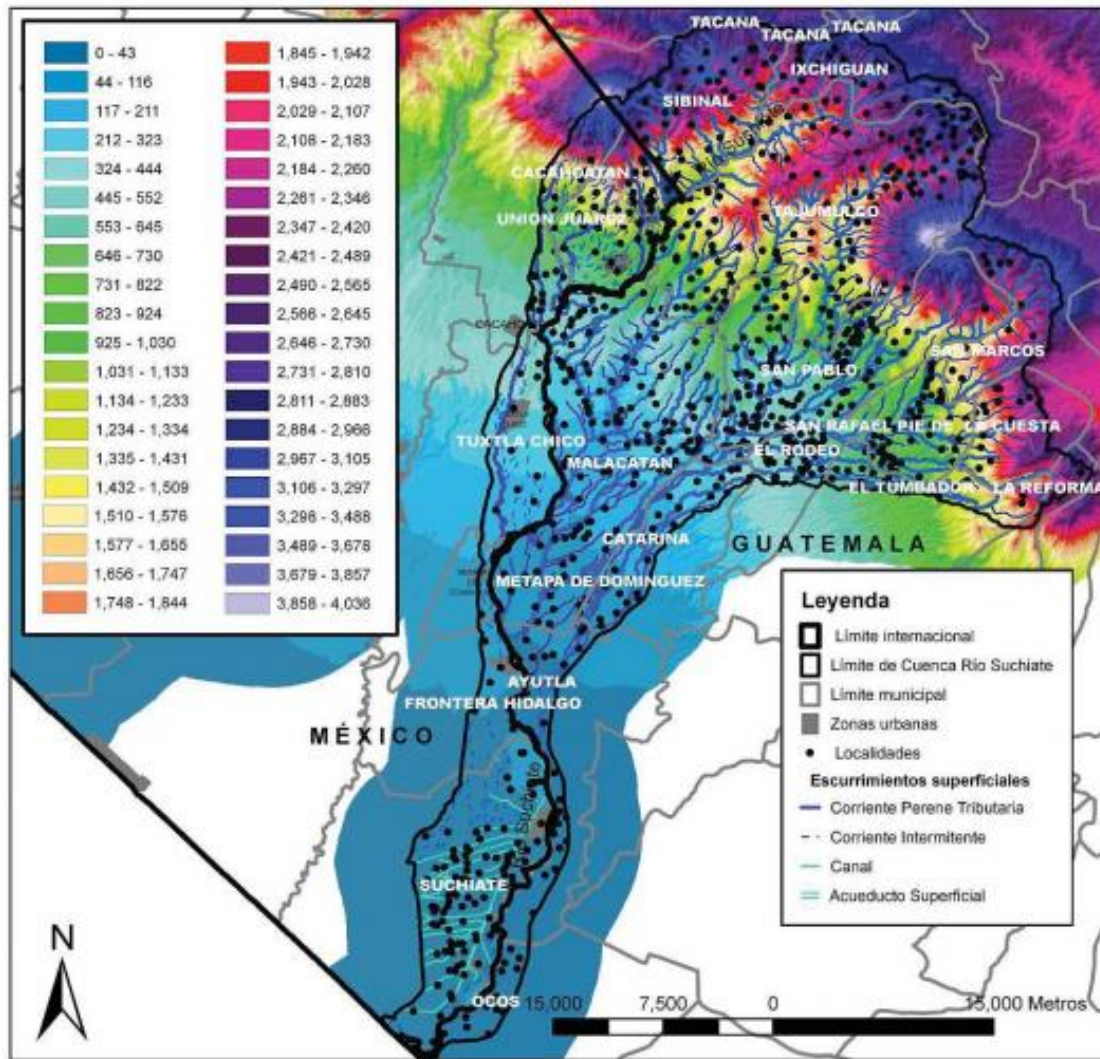 0 - 43
44 - 116
117 - 211
212 - 323
324 - 444
445 - 552
553 - 645
646 - 730
731 - 822
823 - 924
925 - 1,030
1,031 - 1,133
1,134 - 1,233
1,234 - 1,334
1,335 - 1,431
1,432 - 1,509
1,510 - 1,576
1,577 - 1,655
1,656 - 1,747
1,748 - 1,844
1,845 - 1,942
1,943 - 2,028
2,029 - 2,107
2,108 - 2,183
2,184 - 2,260
2,261 - 2,346
2,347 - 2,420
2,421 - 2,489
2,490 - 2,565
2,566 - 2,645
2,646 - 2,730
2,731 - 2,810
2,811 - 2,883
2,884 - 2,966
2,967 - 3,105
3,106 - 3,297
3,298 - 3,488
3,489 - 3,678
3,679 - 3,857
3,858 - 4,036
TACANA
TACANA
TACANA
IXCHIGUAN
SIBINAL
CACAHOATAN
UNION JUAREZ
TAJUMULCO
SAN MARCOS
SAN PABLO
SAN RAFAEL PIE DE LA CUESTA
TUXTLA CHICO
MALACATAN
EL RODEO
EL TUMBADOR
LA REFORMA
CATARINA
GUATEMALA
METAPA DE DOMINGUEZ
AYUTLA
FRONTERA HIDALGO
MÉXICO
Suchiate
SUCHIATE
OCOS
Leyenda
Límite internacional
Límite de Cuenca Río Suchiate
Límite municipal
Zonas urbanas
Localidades
Escurrimientos superficiales
Corriente Perene Tributaria
Corriente Intermitente
Canal
Acueducto Superficial
N
15,000 7,500 0 15,000 Metros